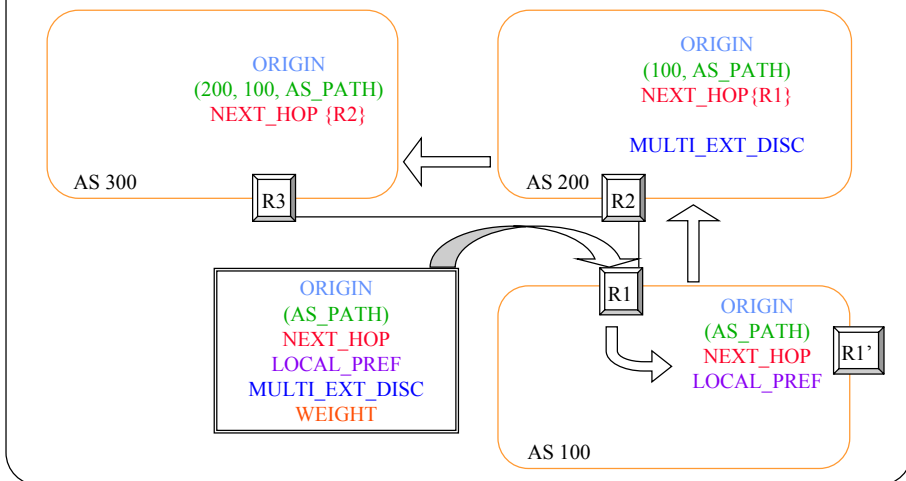 ORIGIN
(200, 100, AS_PATH)
NEXT_HOP {R2}
AS 300
R3
ORIGIN
(100, AS_PATH)
NEXT_HOP{R1}
MULTI_EXT_DISC
AS 200
R2
ORIGIN
(AS_PATH)
NEXT_HOP
LOCAL_PREF
MULTI_EXT_DISC
WEIGHT
R1
ORIGIN
(AS_PATH)
NEXT_HOP
LOCAL_PREF
R1’
AS 100